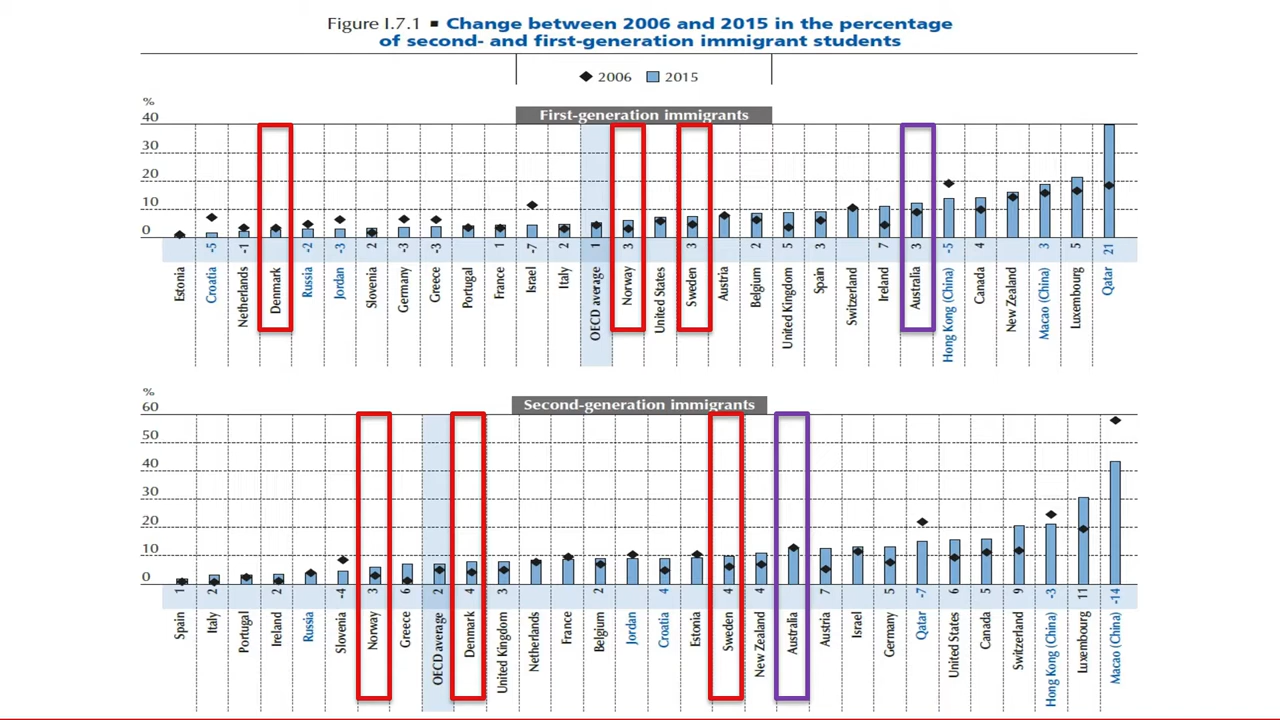 Figure I.7.1 ■ Change between 2006 and 2015 in the percentage
of second- and first-generation immigrant students
2006 2015
%
First-generation immigrants
40
30
20
10
0
-5 -1 -2 -3 2 -3 -3 1 -7 2 1 3 3 2 5 3 7 3 -5 4 3 5 21
Estonia
Croatia
Netherlands
Denmark
Russia
Jordan
Slovenia
Germany
Greece
Portugal
France
Israel
Italy
OECD average
Norway
United States
Sweden
Austria
Belgium
United Kingdom
Spain
Switzerland
Ireland
Australia
Hong Kong (China)
Canada
New Zealand
Macao (China)
Luxembourg
Qatar
%
Second-generation immigrants
60
50
40
30
20
10
0
1 2 2 -4 3 6 2 4 3 2 4 4 4 7 5 -7 6 5 9 -3 11 -14
Spain
Italy
Portugal
Ireland
Russia
Slovenia
Norway
Greece
OECD average
Denmark
United Kingdom
Netherlands
France
Belgium
Jordan
Croatia
Estonia
Sweden
New Zealand
Australia
Austria
Israel
Germany
Qatar
United States
Canada
Switzerland
Hong Kong (China)
Luxembourg
Macao (China)